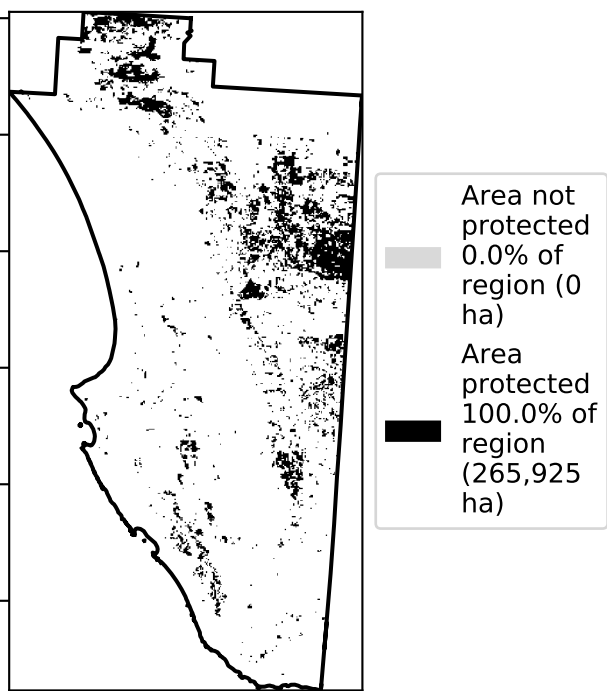 Area not
protected
0.0% of
region (0
ha)
Area
protected
100.0% of
region
(265,925
ha)